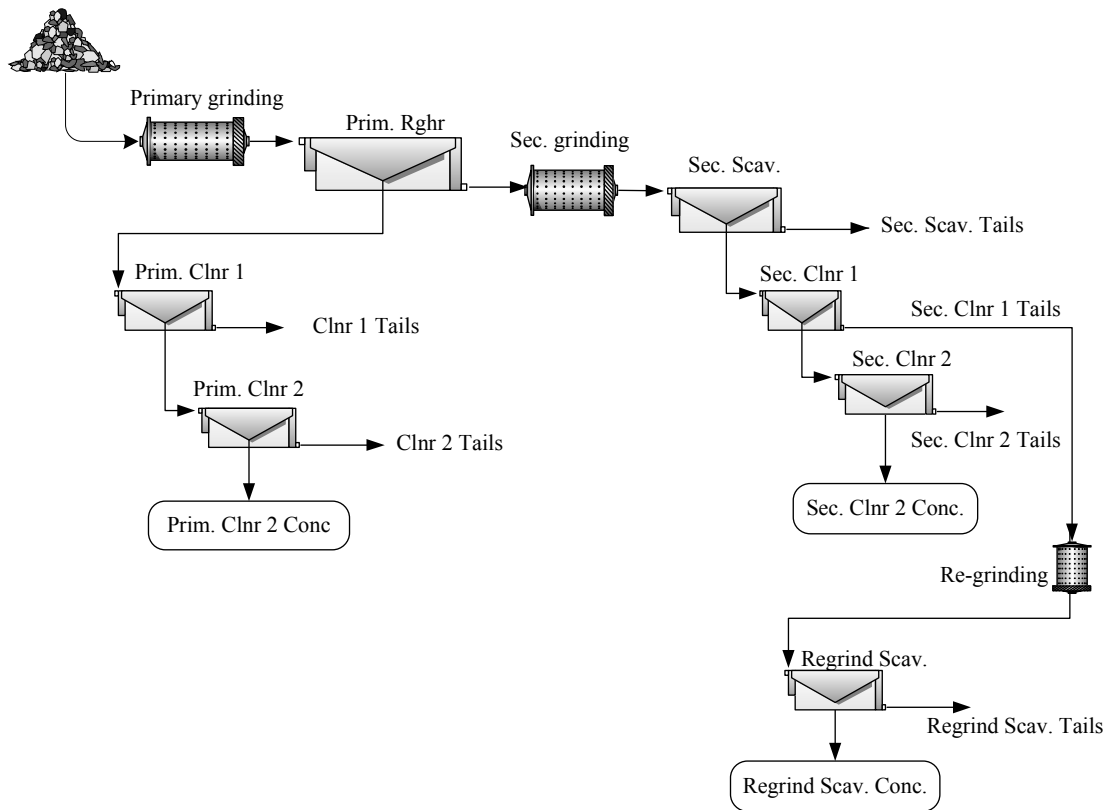 Primary grinding
Prim. Rghr
Sec. grinding
Sec. Scav.
Sec. Scav. Tails
Prim. Clnr 1
Clnr 1 Tails
Sec. Clnr 1
Sec. Clnr 1 Tails
Prim. Clnr 2
Clnr 2 Tails
Sec. Clnr 2
Sec. Clnr 2 Tails
Prim. Clnr 2 Conc
Sec. Clnr 2 Conc.
Re-grinding
Regrind Scav.
Regrind Scav. Tails
Regrind Scav. Conc.